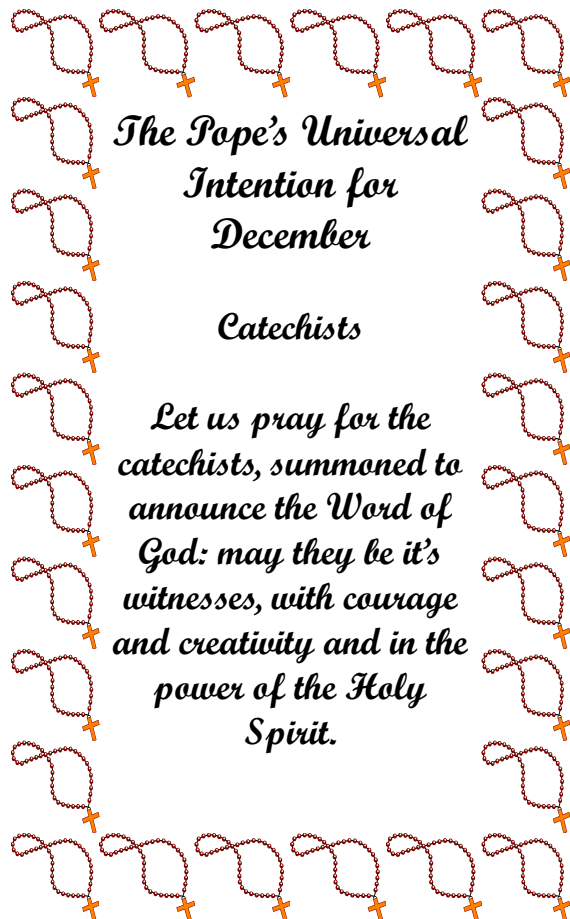 The Pope's Universal
Intention for
December
Catechists
Let us pray for the
catechists, summoned to
announce the Word of
God: may they be it's
witnesses, with courage
and creativity and in the
power of the Holy
Spirit.